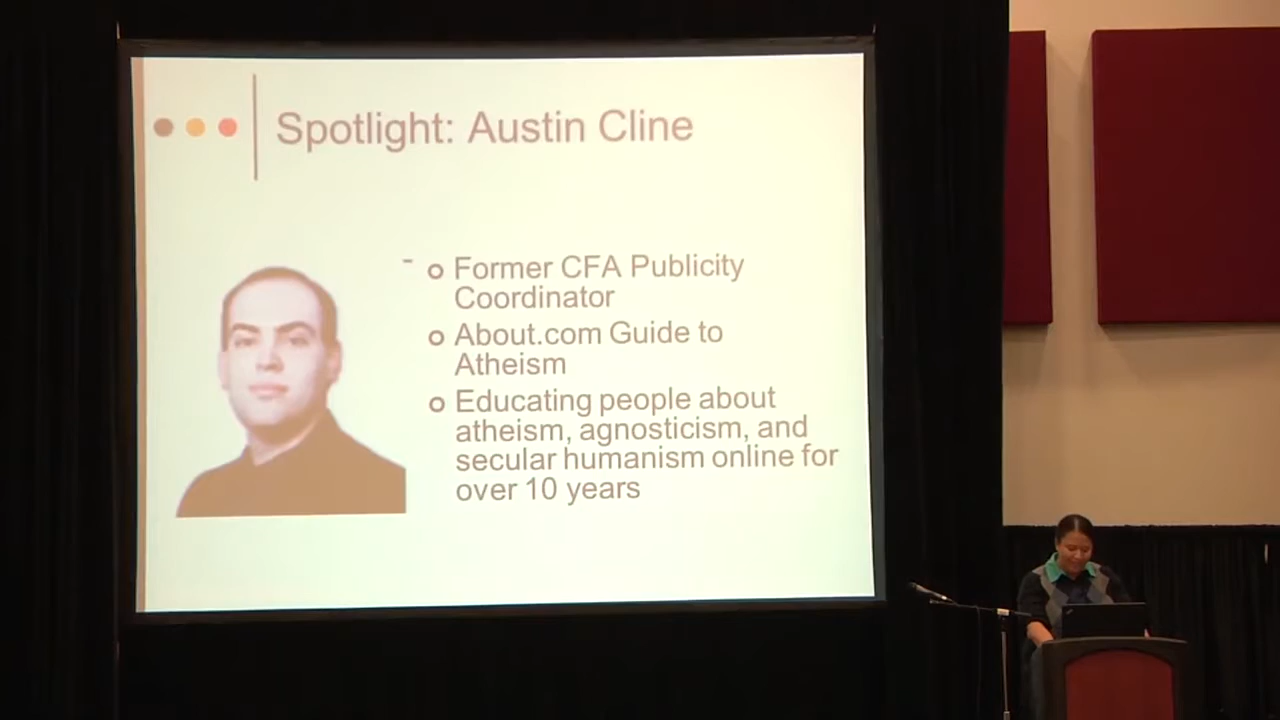 Spotlight: Austin Cline
Former CFA Publicity
Coordinator
About.com Guide to
Atheism
Educating people about
atheism, agnosticism, and
secular humanism online for
over 10 years